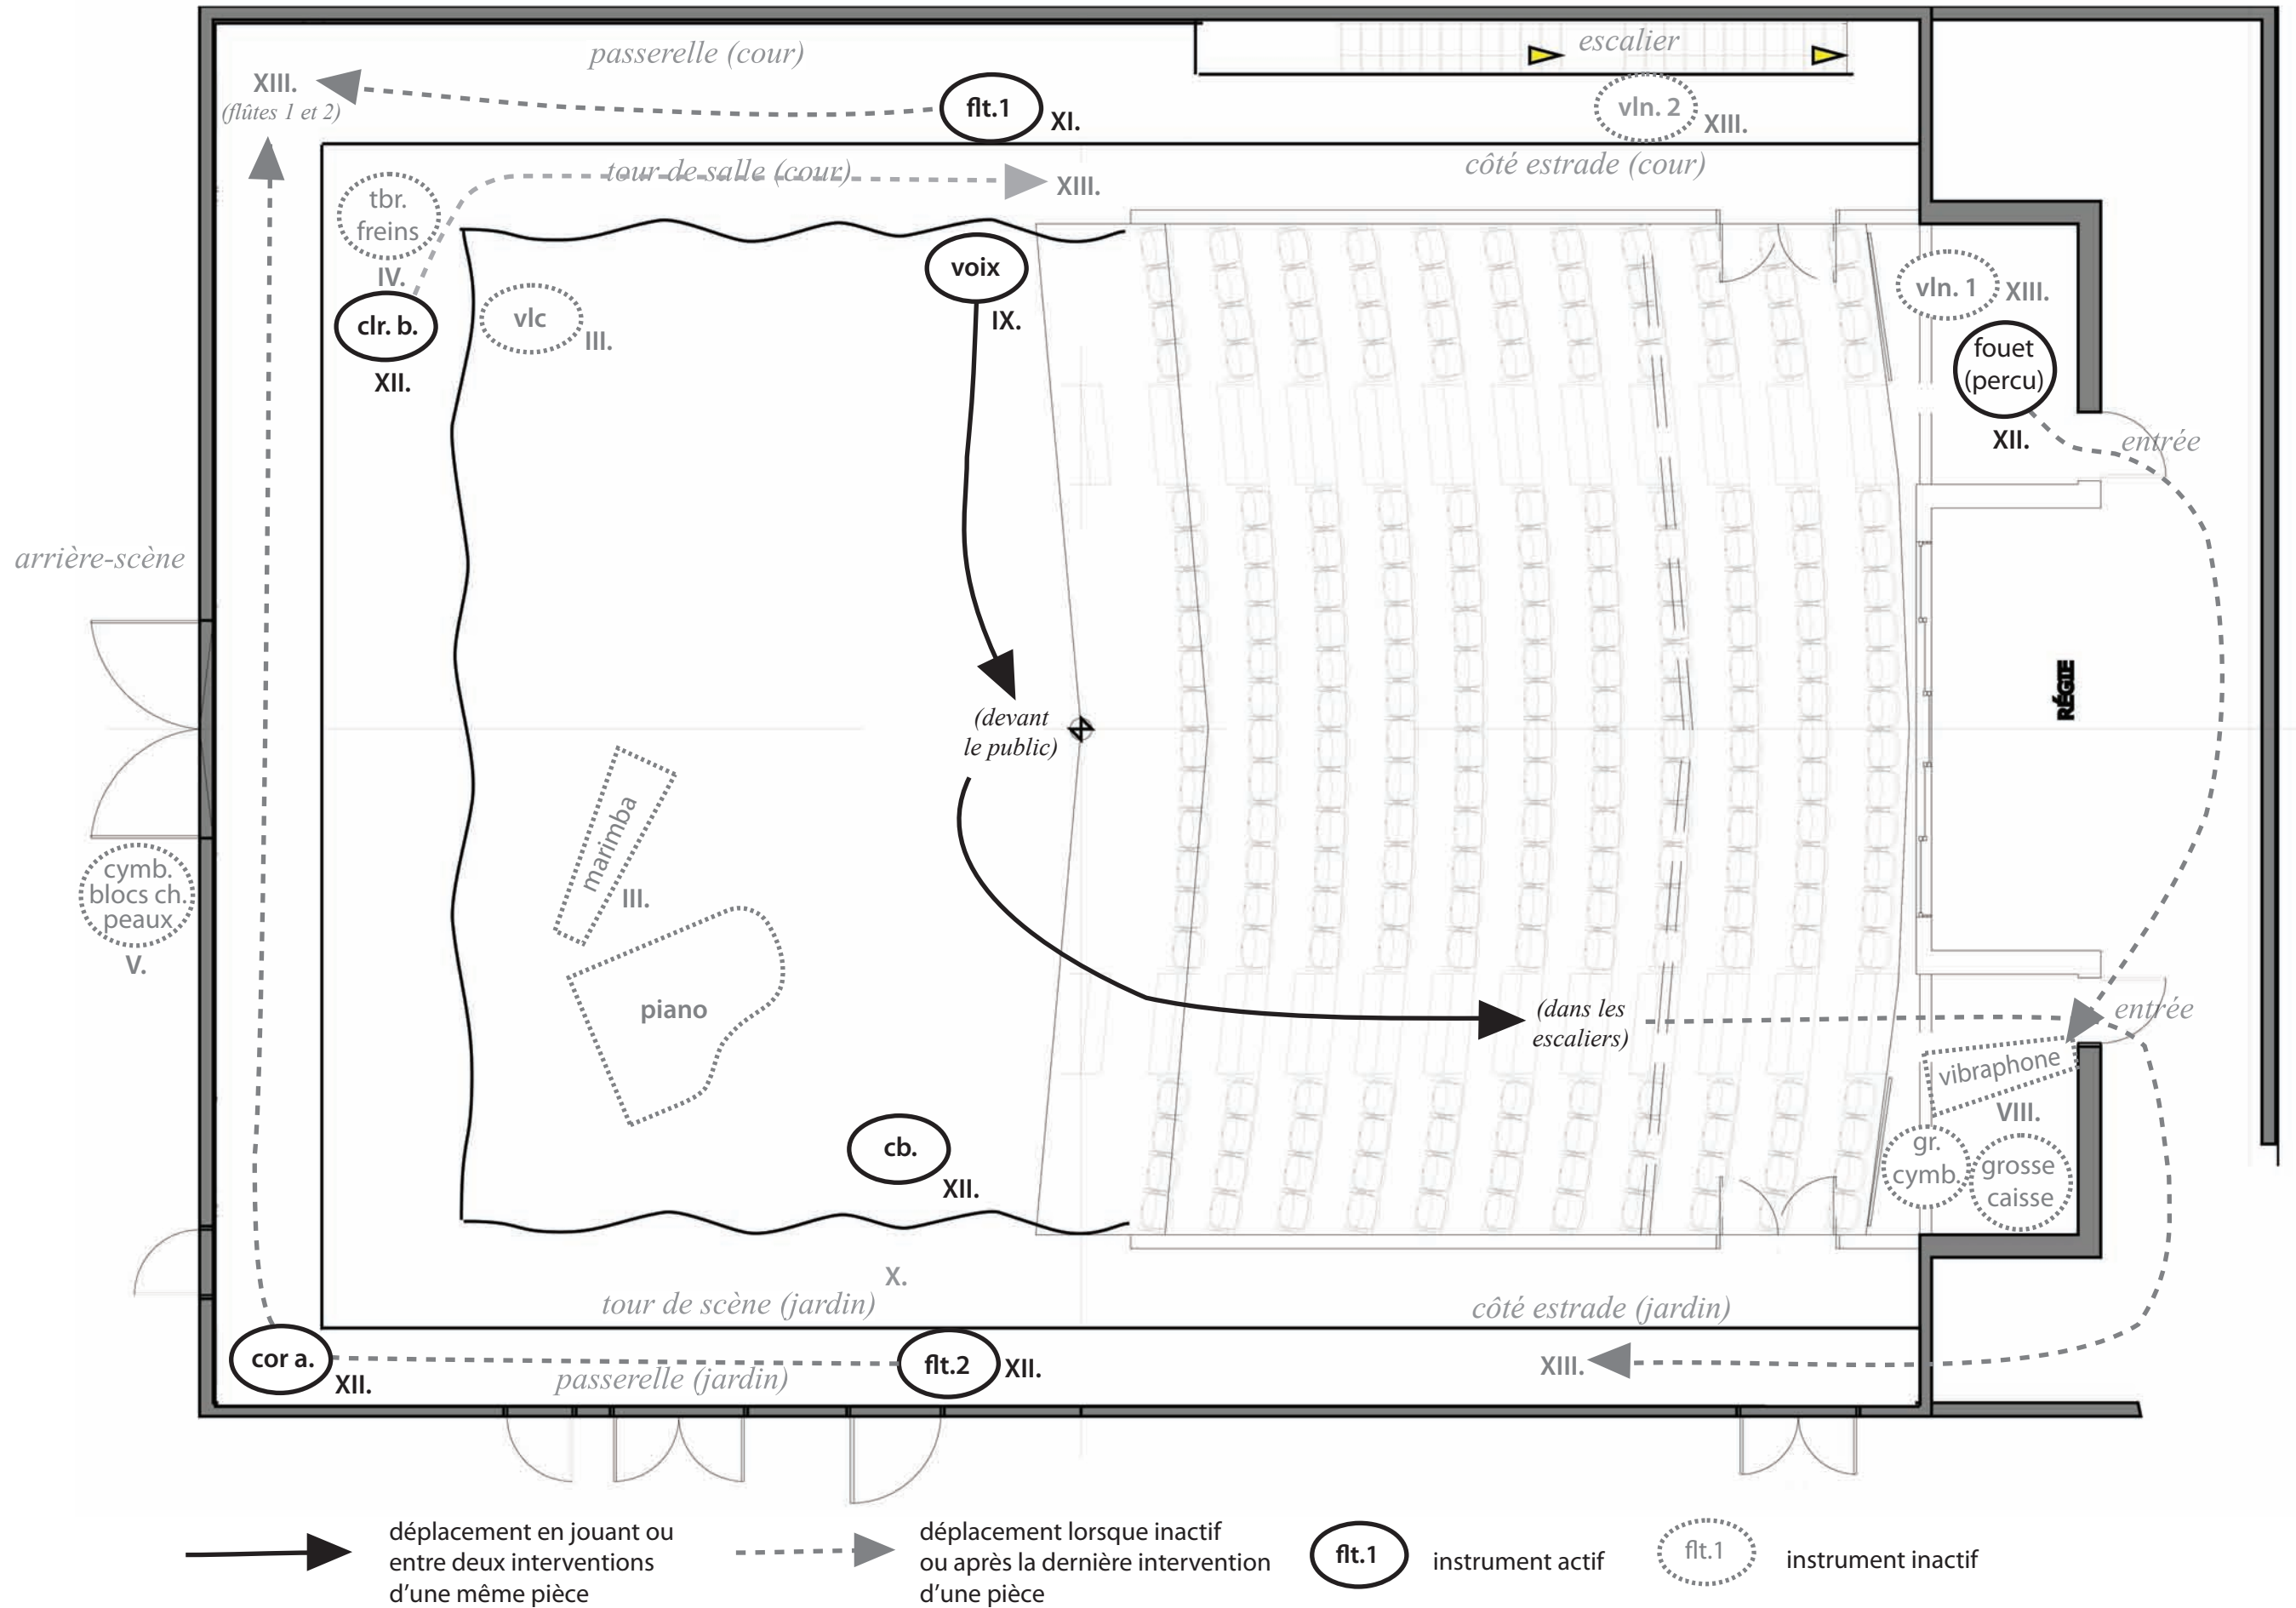 passerelle (cour)
escalier
XIII.
(flûtes 1 et 2)
flt.1
XI.
vln. 2
XIII.
tour de salle (cour)
XIII.
côté estrade (cour)
tbr.
freins
IV.
clr. b.
XII.
vlc
III.
voix
IX.
vln. 1
XIII.
fouet
(percu)
XII.
entrée
arrière-scène
RÉGIE
(devant
le public)
marimba
III.
cymb.
blocs ch.
peaux
V.
piano
(dans les
escaliers)
entrée
vibraphone
VIII.
gr.
cymb.
grosse
caisse
cb.
XII.
X.
tour de scène (jardin)
côté estrade (jardin)
cor a.
XII.
passerelle (jardin)
flt.2
XII.
XIII.
déplacement en jouant ou
entre deux interventions
d'une même pièce
déplacement lorsque inactif
ou après la dernière intervention
d'une pièce
flt.1
instrument actif
flt.1
instrument inactif